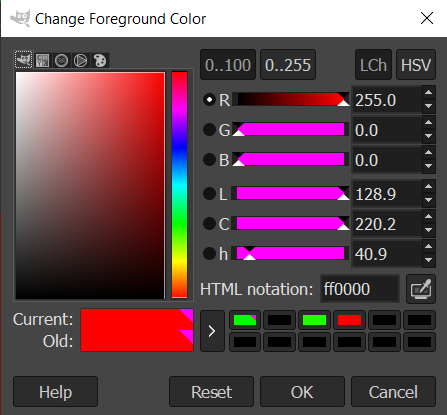 Change Foreground Color
0..100 0..255 LCh HSV
R 255.0
G 0.0
B 0.0
L 128.9
C 220.2
h 40.9
HTML notation: ff0000
Current:
Old:
Help Reset OK Cancel